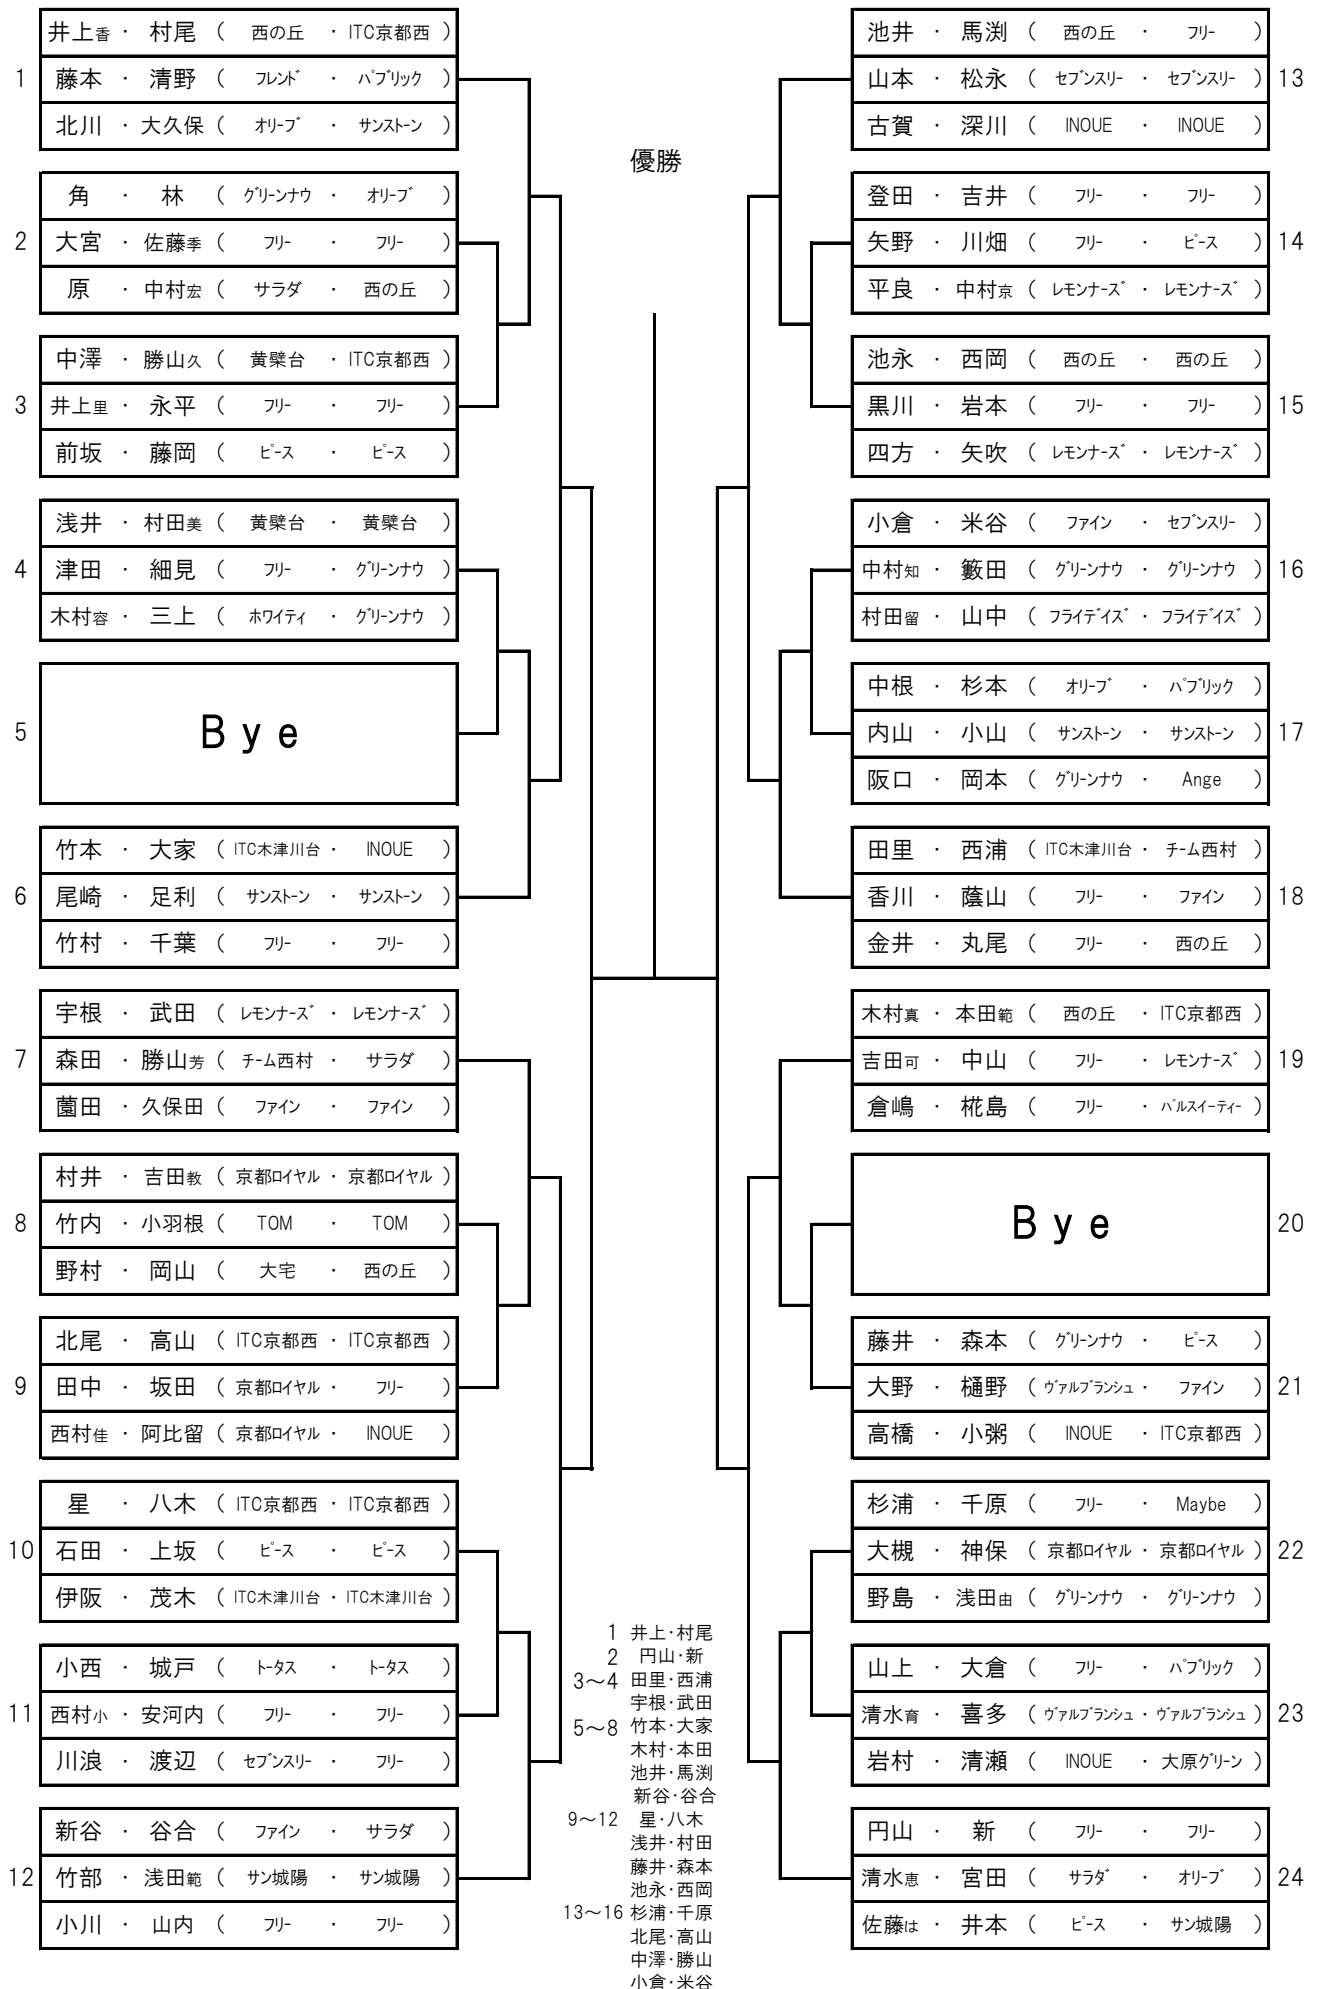 井上香 ・ 村尾 ( 西の丘 ・ ITC京都西 )
1 藤本 ・ 清野 ( フレンド ・ パブリック )
北川 ・ 大久保 ( オリーブ ・ サンストーン )
角 ・ 林 ( グリーンナウ ・ オリーブ )
2 大宮 ・ 佐藤季 ( フリー ・ フリー )
原 ・ 中村宏 ( サラダ ・ 西の丘 )
中澤 ・ 勝山久 ( 黄檗台 ・ ITC京都西 )
3 井上里 ・ 永平 ( フリー ・ フリー )
前坂 ・ 藤岡 ( ピース ・ ピース )
浅井 ・ 村田美 ( 黄檗台 ・ 黄檗台 )
4 津田 ・ 細見 ( フリー ・ グリーンナウ )
木村容 ・ 三上 ( ホワイティ ・ グリーンナウ )
5 Bye
竹本 ・ 大家 ( ITC木津川台 ・ INOUE )
6 尾崎 ・ 足利 ( サンストーン ・ サンストーン )
竹村 ・ 千葉 ( フリー ・ フリー )
宇根 ・ 武田 ( レモンナーズ ・ レモンナーズ )
7 森田 ・ 勝山芳 ( チーム西村 ・ サラダ )
薗田 ・ 久保田 ( ファイン ・ ファイン )
村井 ・ 吉田教 ( 京都ロイヤル ・ 京都ロイヤル )
8 竹内 ・ 小羽根 ( TOM ・ TOM )
野村 ・ 岡山 ( 大宅 ・ 西の丘 )
北尾 ・ 高山 ( ITC京都西 ・ ITC京都西 )
9 田中 ・ 坂田 ( 京都ロイヤル ・ フリー )
西村佳 ・ 阿比留 ( 京都ロイヤル ・ INOUE )
星 ・ 八木 ( ITC京都西 ・ ITC京都西 )
10 石田 ・ 上坂 ( ピース ・ ピース )
伊阪 ・ 茂木 ( ITC木津川台 ・ ITC木津川台 )
小西 ・ 城戸 ( トータス ・ トータス )
11 西村小 ・ 安河内 ( フリー ・ フリー )
川浪 ・ 渡辺 ( セブンスリー ・ フリー )
新谷 ・ 谷合 ( ファイン ・ サラダ )
12 竹部 ・ 浅田範 ( サン城陽 ・ サン城陽 )
小川 ・ 山内 ( フリー ・ フリー )
優勝
1 井上・村尾
2 円山・新
3～4 田里・西浦
宇根・武田
5～8 竹本・大家
木村・本田
池井・馬渕
新谷・谷合
9～12 星・八木
浅井・村田
藤井・森本
池永・西岡
13～16 杉浦・千原
北尾・高山
中澤・勝山
小倉・米谷
池井 ・ 馬渕 ( 西の丘 ・ フリー )
山本 ・ 松永 ( セブンスリー ・ セブンスリー ) 13
古賀 ・ 深川 ( INOUE ・ INOUE )
登田 ・ 吉井 ( フリー ・ フリー )
矢野 ・ 川畑 ( フリー ・ ピース ) 14
平良 ・ 中村京 ( レモンナーズ ・ レモンナーズ )
池永 ・ 西岡 ( 西の丘 ・ 西の丘 )
黒川 ・ 岩本 ( フリー ・ フリー ) 15
四方 ・ 矢吹 ( レモンナーズ ・ レモンナーズ )
小倉 ・ 米谷 ( ファイン ・ セブンスリー )
中村知 ・ 籔田 ( グリーンナウ ・ グリーンナウ ) 16
村田留 ・ 山中 ( フライデイズ ・ フライデイズ )
中根 ・ 杉本 ( オリーブ ・ パブリック )
内山 ・ 小山 ( サンストーン ・ サンストーン ) 17
阪口 ・ 岡本 ( グリーンナウ ・ Ange )
田里 ・ 西浦 ( ITC木津川台 ・ チーム西村 )
香川 ・ 蔭山 ( フリー ・ ファイン ) 18
金井 ・ 丸尾 ( フリー ・ 西の丘 )
木村真 ・ 本田範 ( 西の丘 ・ ITC京都西 )
吉田可 ・ 中山 ( フリー ・ レモンナーズ ) 19
倉嶋 ・ 椛島 ( フリー ・ パルスイーティー )
Bye 20
藤井 ・ 森本 ( グリーンナウ ・ ピース )
大野 ・ 樋野 ( ヴァルブランシュ ・ ファイン ) 21
高橋 ・ 小粥 ( INOUE ・ ITC京都西 )
杉浦 ・ 千原 ( フリー ・ Maybe )
大槻 ・ 神保 ( 京都ロイヤル ・ 京都ロイヤル ) 22
野島 ・ 浅田由 ( グリーンナウ ・ グリーンナウ )
山上 ・ 大倉 ( フリー ・ パブリック )
清水育 ・ 喜多 ( ヴァルブランシュ ・ ヴァルブランシュ ) 23
岩村 ・ 清瀬 ( INOUE ・ 大原グリーン )
円山 ・ 新 ( フリー ・ フリー )
清水恵 ・ 宮田 ( サラダ ・ オリーブ ) 24
佐藤は ・ 井本 ( ピース ・ サン城陽 )